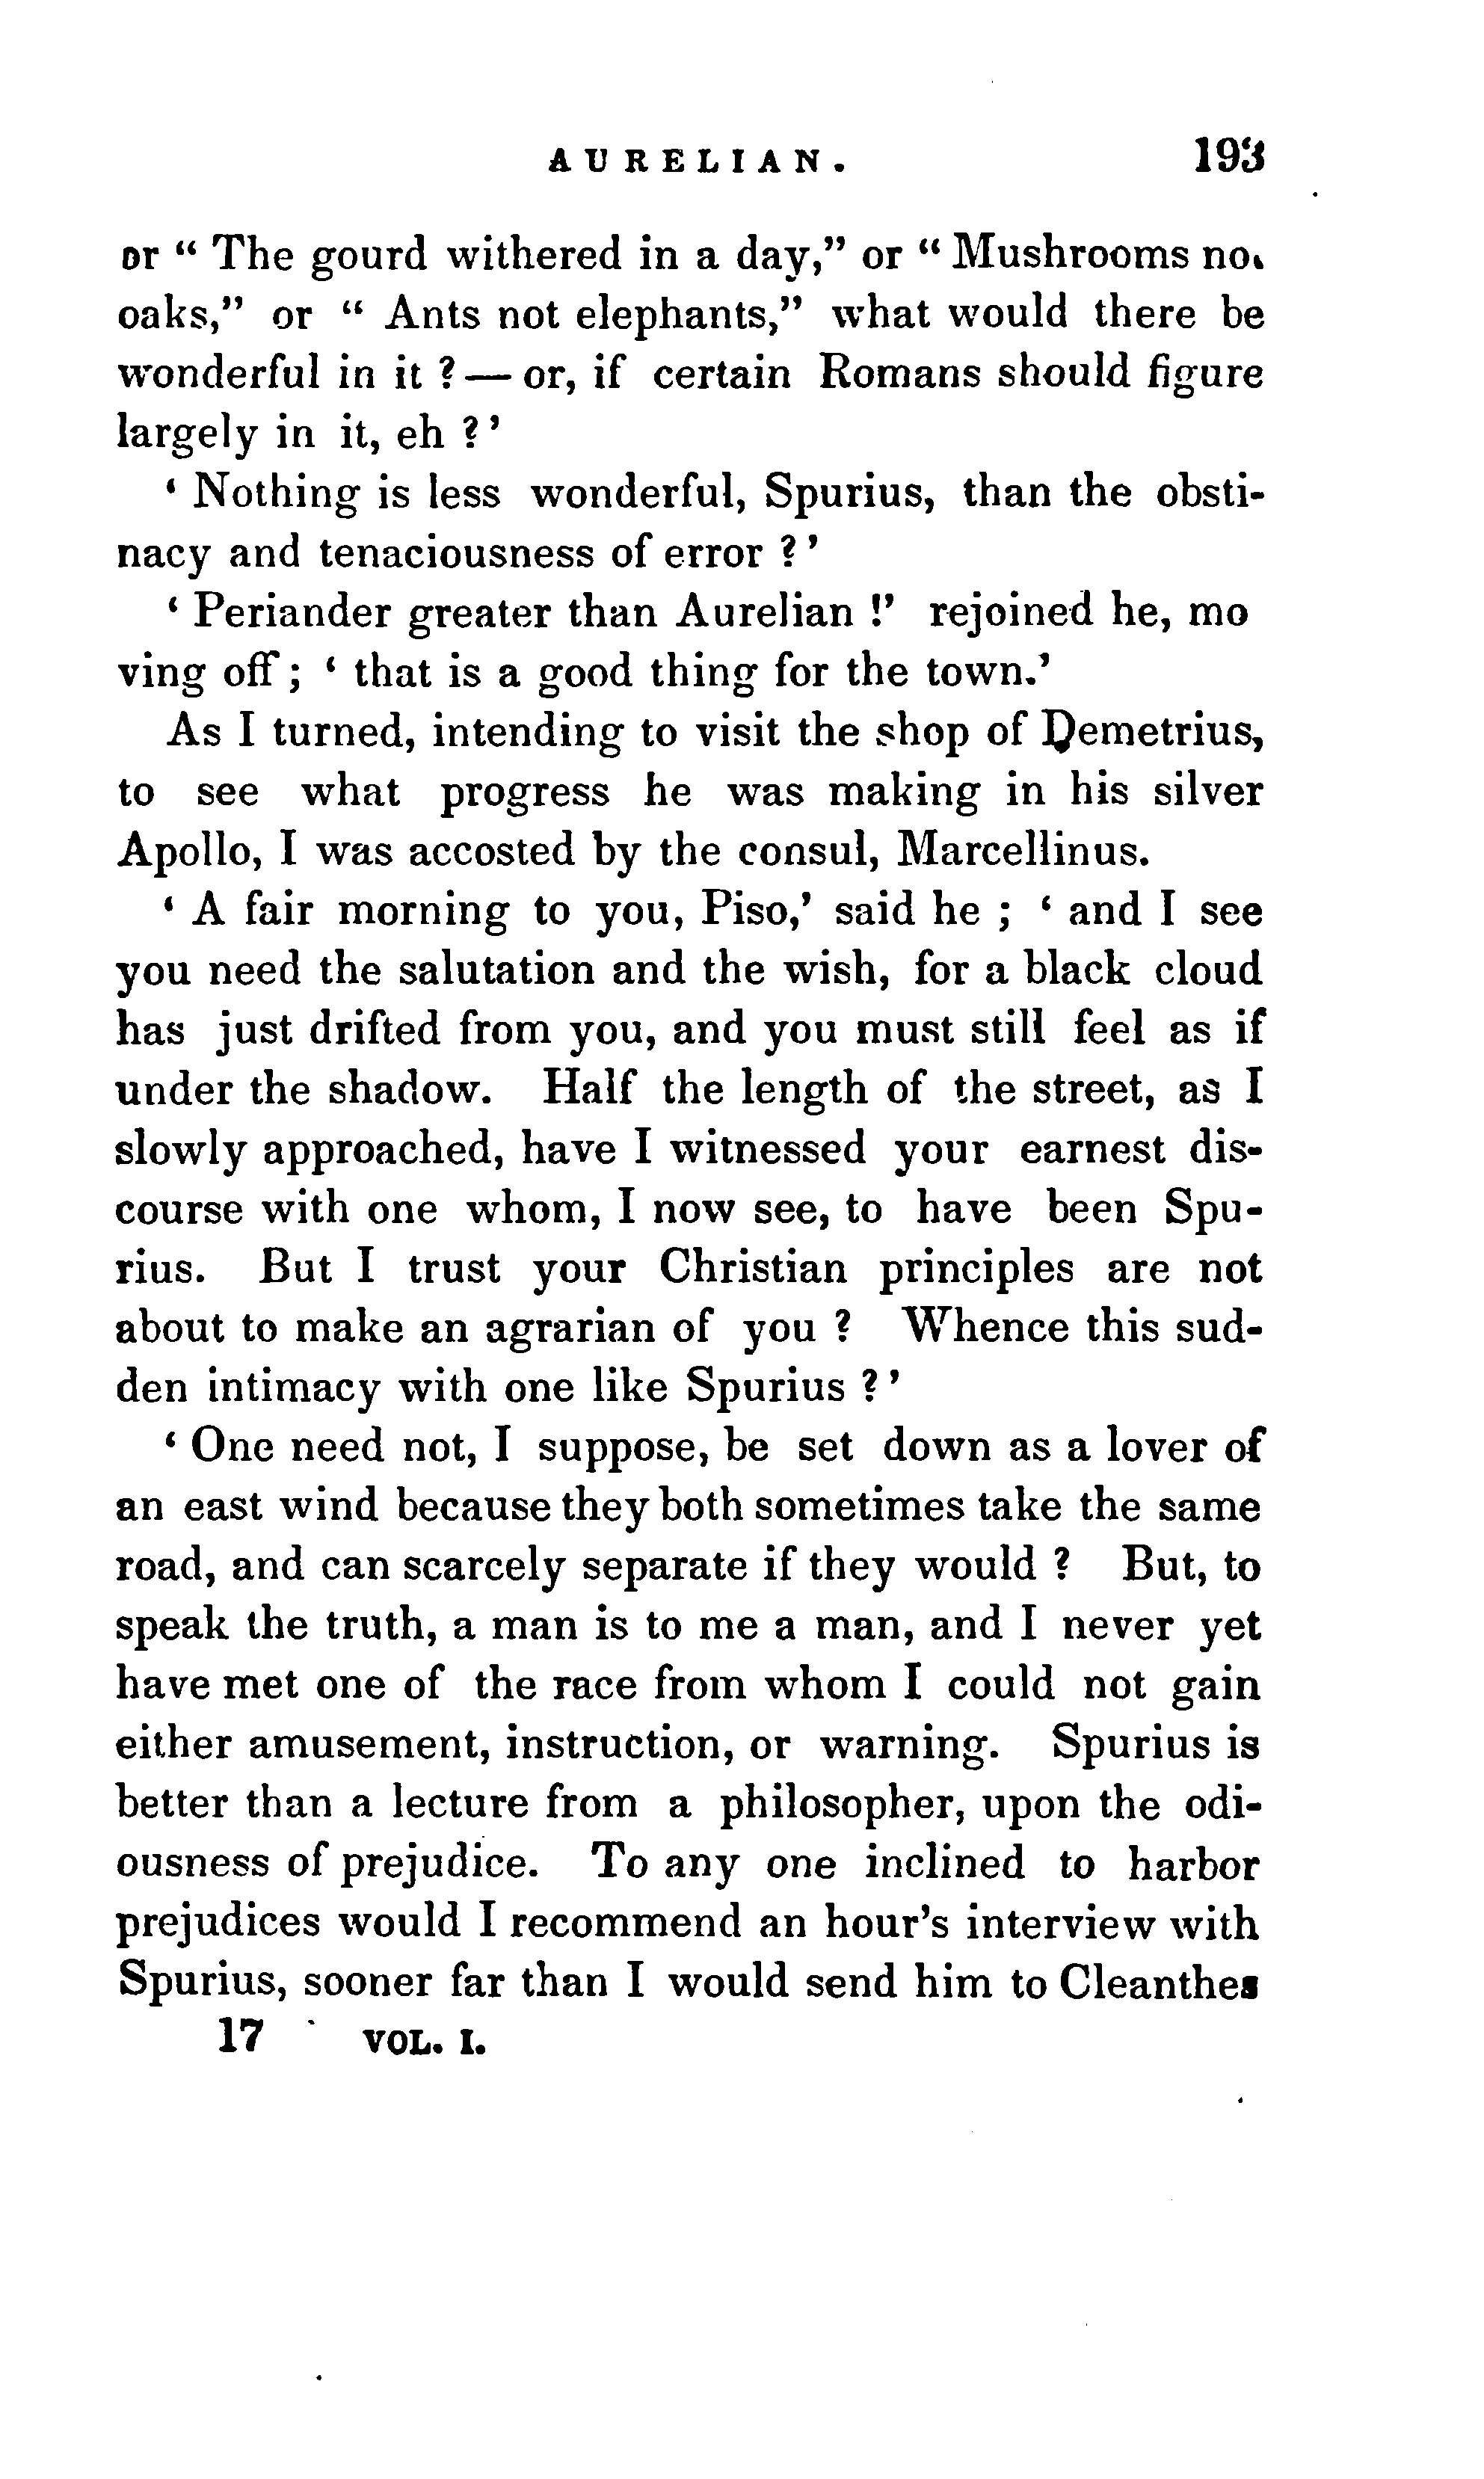 AURELIAN. 193
or “ The gourd withered in a day,” or “ Mushrooms not
oaks,” or “ Ants not elephants,” what would there be
wonderful in it ? — or, if certain Romans should figure
largely in it, eh ? ’
‘ Nothing is less wonderful, Spurius, than the obsti-
nacy and tenaciousness of error ? ’
‘ Periander greater than Aurelian !’ rejoined he, mo
ving off ; ‘ that is a good thing for the town.’
As I turned, intending to visit the shop of Demetrius,
to see what progress he was making in his silver
Apollo, I was accosted by the consul, Marcellinus.
‘ A fair morning to you, Piso,’ said he ; ‘ and I see
you need the salutation and the wish, for a black cloud
has just drifted from you, and you must still feel as if
under the shadow. Half the length of the street, as I
slowly approached, have I witnessed your earnest dis-
course with one whom, I now see, to have been Spu-
rius. But I trust your Christian principles are not
about to make an agrarian of you ? Whence this sud-
den intimacy with one like Spurius ? ’
‘ One need not, I suppose, be set down as a lover of
an east wind because they both sometimes take the same
road, and can scarcely separate if they would ? But, to
speak the truth, a man is to me a man, and I never yet
have met one of the race from whom I could not gain
either amusement, instruction, or warning. Spurius is
better than a lecture from a philosopher, upon the odi-
ousness of prejudice. To any one inclined to harbor
prejudices would I recommend an hour's interview with
Spurius, sooner far than I would send him to Cleanthes
17 VOL. I.